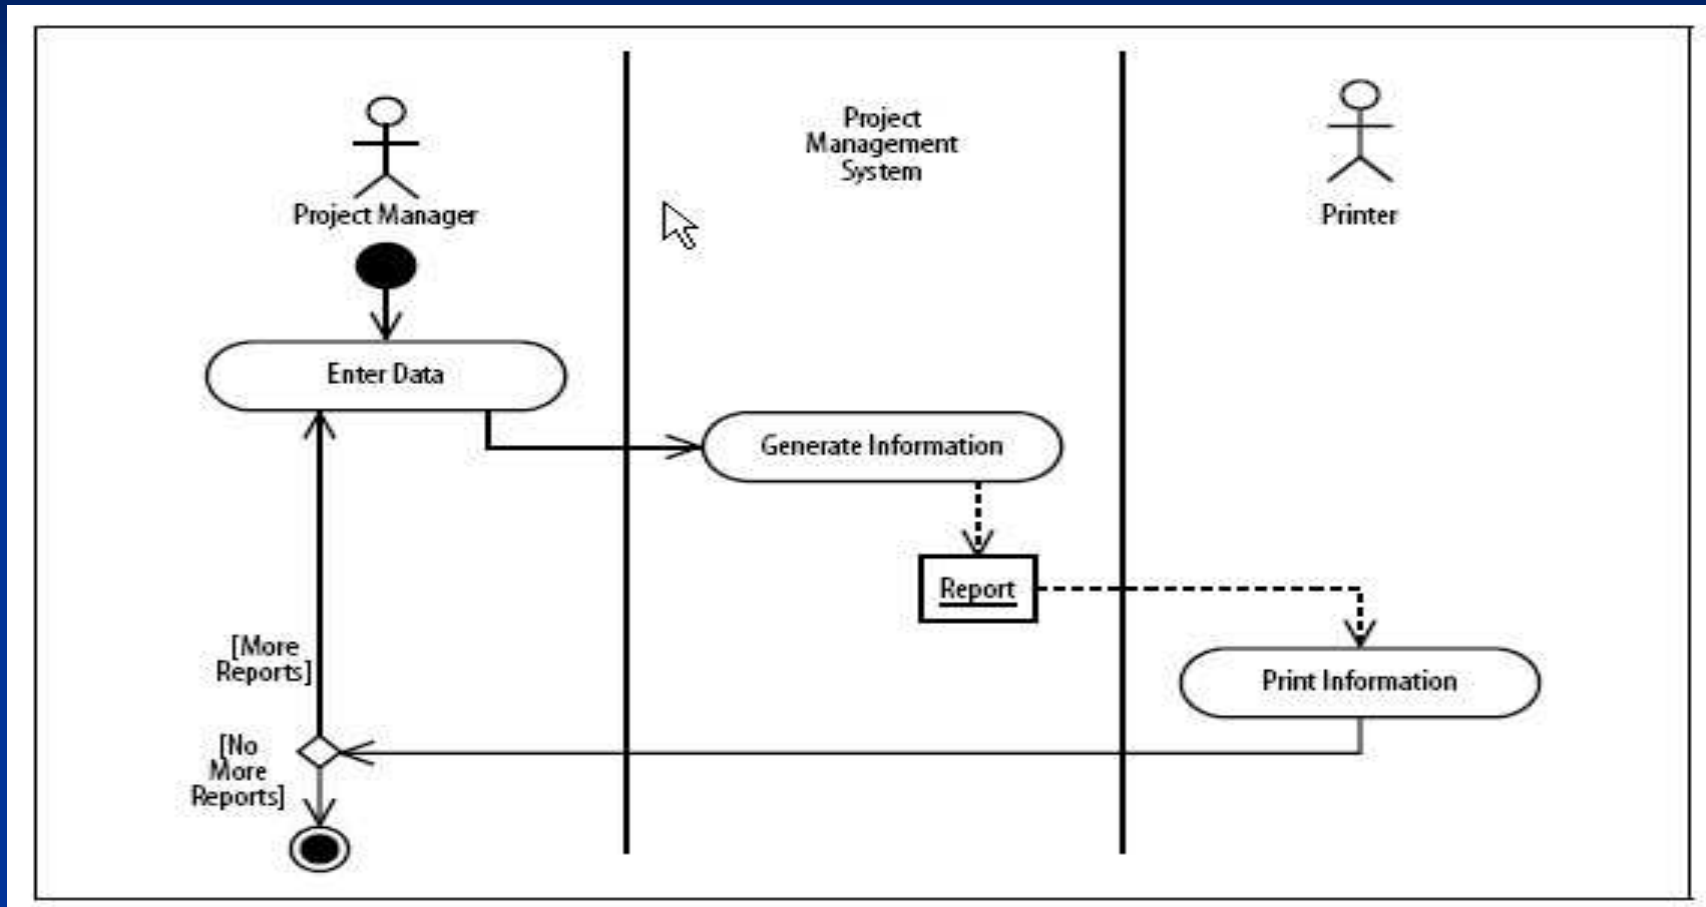 Project
Management
System
Project Manager
Printer
Enter Data
Generate Information
Report
[More
Reports]
Print Information
[No
More
Reports]